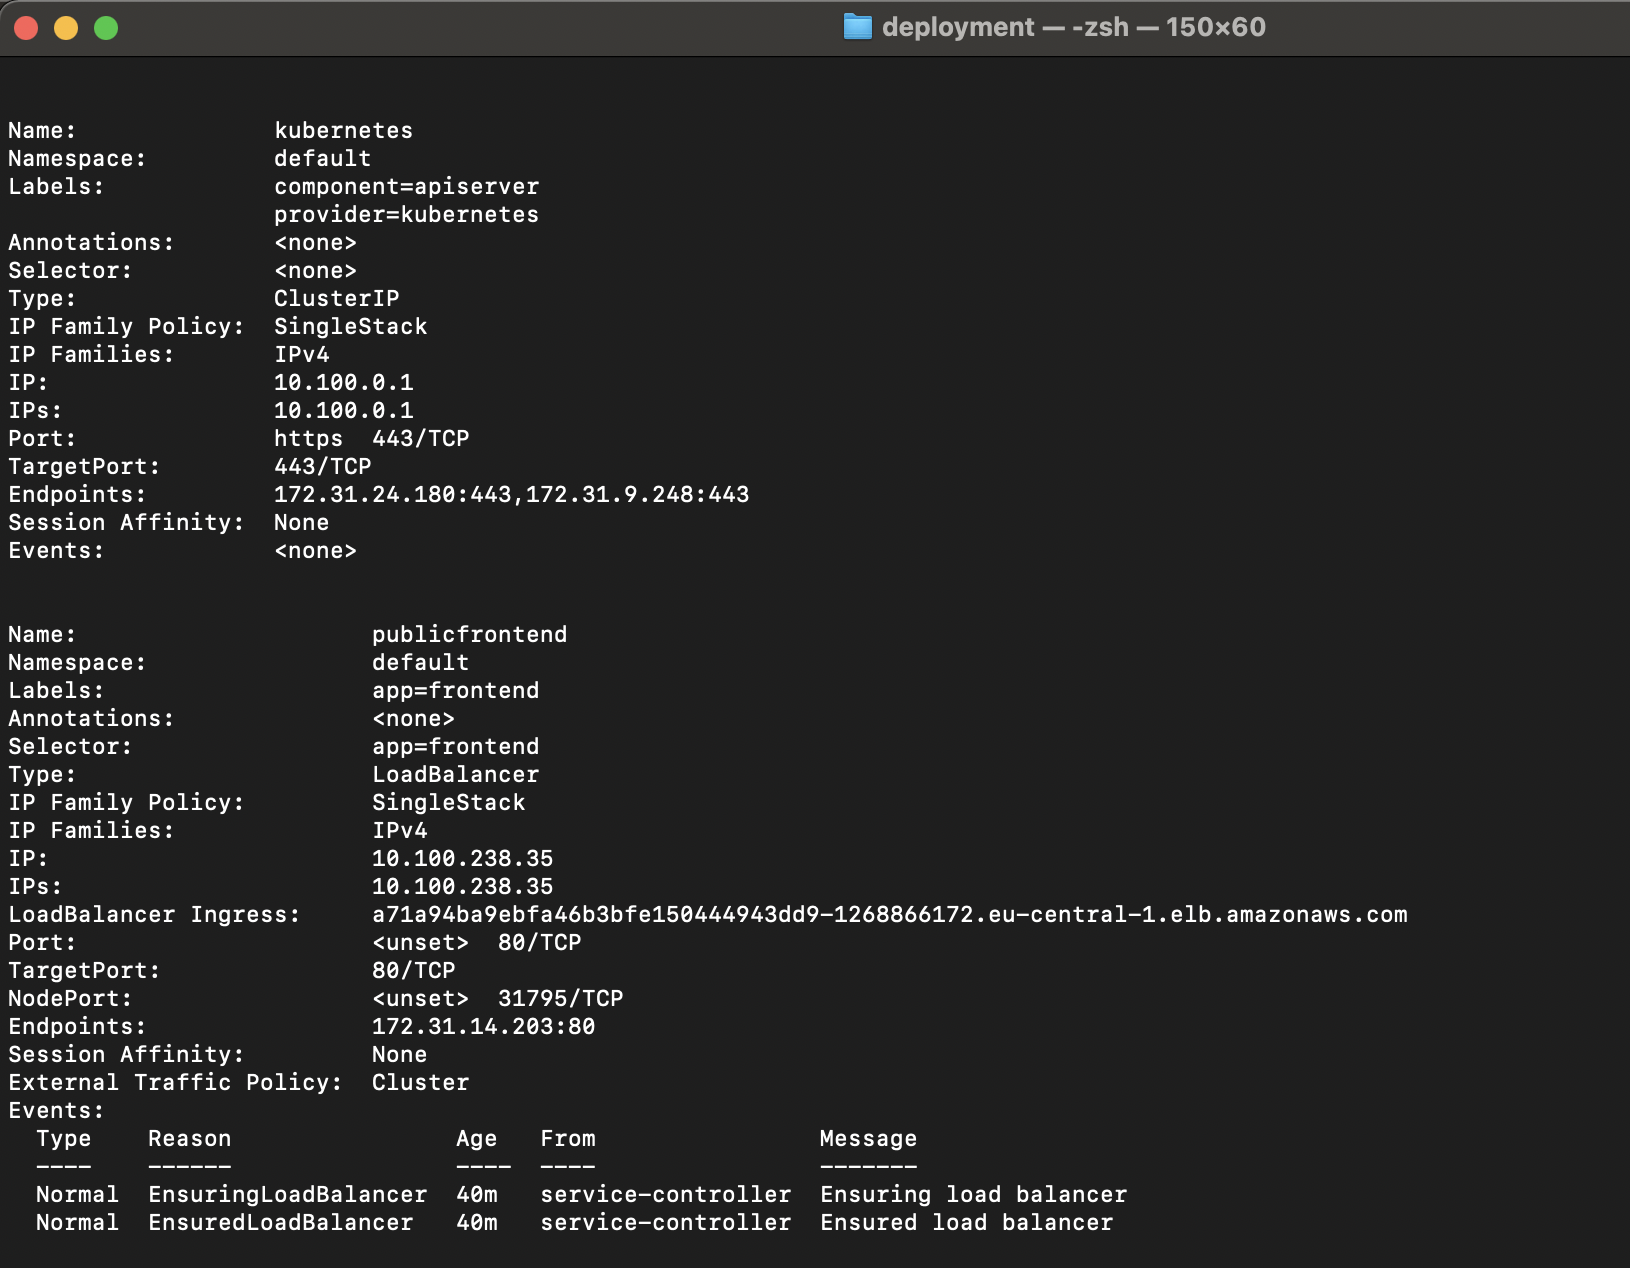 deployment — -zsh — 150×60
Name:              kubernetes
Namespace:         default
Labels:            component=apiserver
                   provider=kubernetes
Annotations:       <none>
Selector:          <none>
Type:              ClusterIP
IP Family Policy:  SingleStack
IP Families:       IPv4
IP:                10.100.0.1
IPs:               10.100.0.1
Port:              https  443/TCP
TargetPort:        443/TCP
Endpoints:         172.31.24.180:443,172.31.9.248:443
Session Affinity:  None
Events:            <none>
Name:                     publicfrontend
Namespace:                default
Labels:                   app=frontend
Annotations:              <none>
Selector:                 app=frontend
Type:                     LoadBalancer
IP Family Policy:         SingleStack
IP Families:              IPv4
IP:                       10.100.238.35
IPs:                      10.100.238.35
LoadBalancer Ingress:     a71a94ba9ebfa46b3bfe150444943dd9-1268866172.eu-central-1.elb.amazonaws.com
Port:                     <unset>  80/TCP
TargetPort:               80/TCP
NodePort:                 <unset>  31795/TCP
Endpoints:                172.31.14.203:80
Session Affinity:         None
External Traffic Policy:  Cluster
Events:
  Type    Reason                Age   From                Message
  ----    ------                ----  ----                -------
  Normal  EnsuringLoadBalancer  40m   service-controller  Ensuring load balancer
  Normal  EnsuredLoadBalancer   40m   service-controller  Ensured load balancer